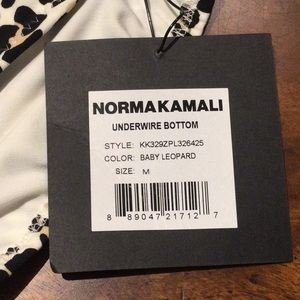 NORMAKAMALI
UNDERWIRE BOTTOM
STYLE: KK329ZPL326425
COLOR: BABY LEOPARD
SIZE: M
8 89047 21712 7